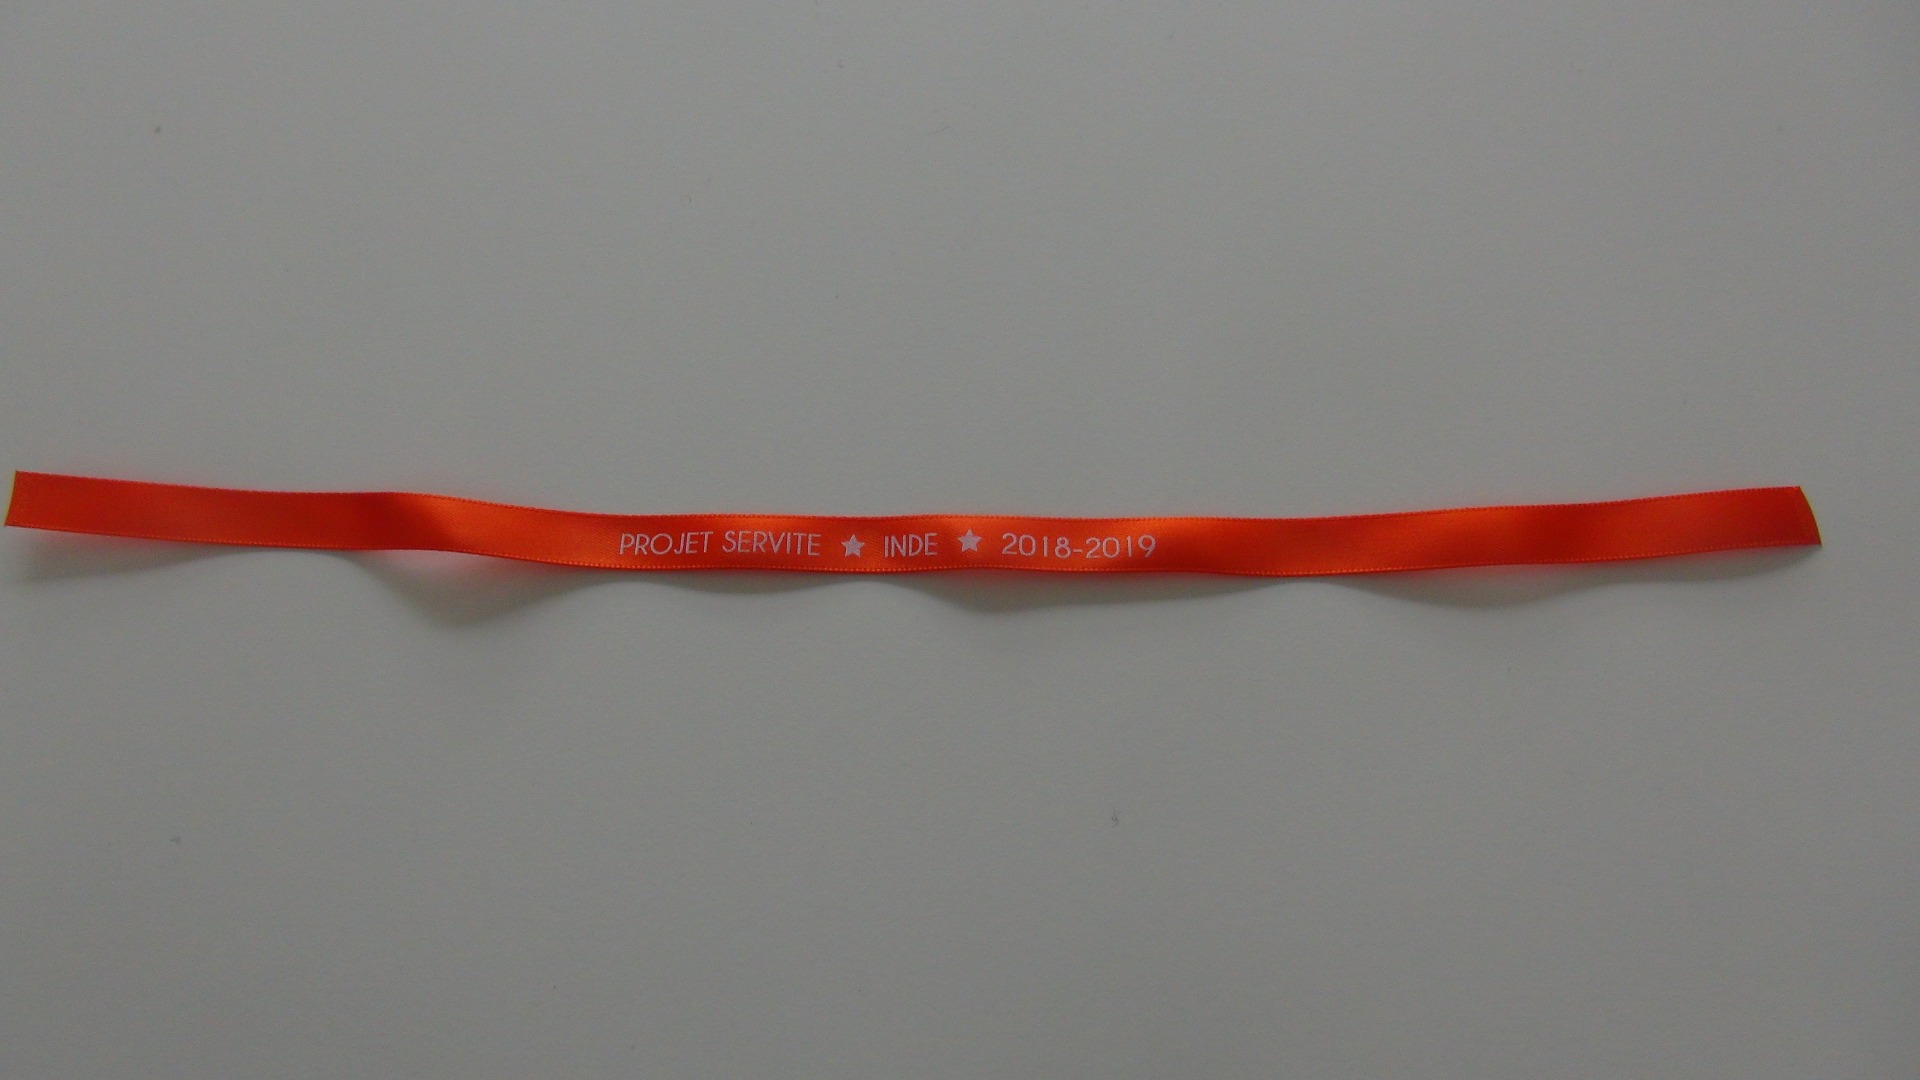 PROJET SERVITE ★ INDE ★ 2018-2019